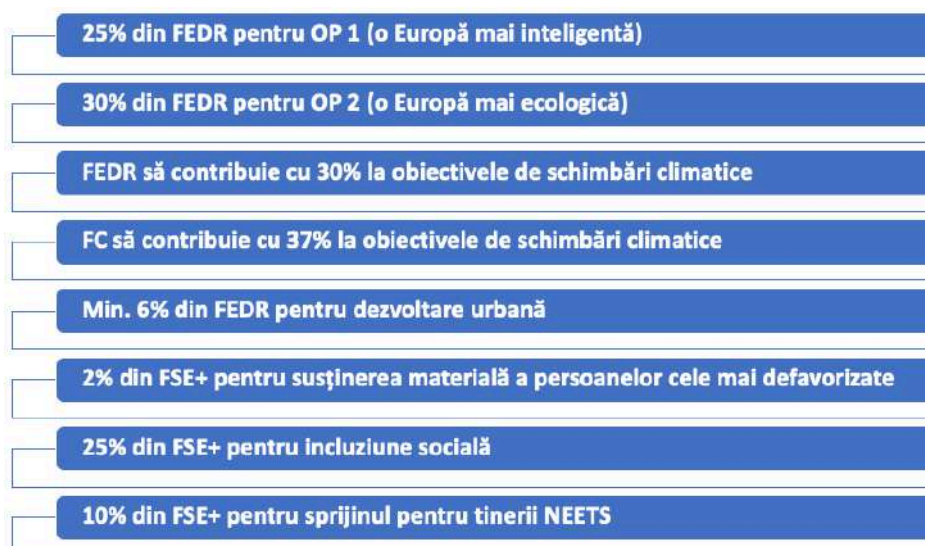 25% din FEDR pentru OP 1 (o Europă mai inteligentă)
30% din FEDR pentru OP 2 (o Europă mai ecologică)
FEDR să contribuie cu 30% la obiectivele de schimbări climatice
FC să contribuie cu 37% la obiectivele de schimbări climatice
Min. 6% din FEDR pentru dezvoltare urbană
2% din FSE+ pentru susținerea materială a persoanelor cele mai defavorizate
25% din FSE+ pentru incluziune socială
10% din FSE+ pentru sprijinul pentru tinerii NEETS